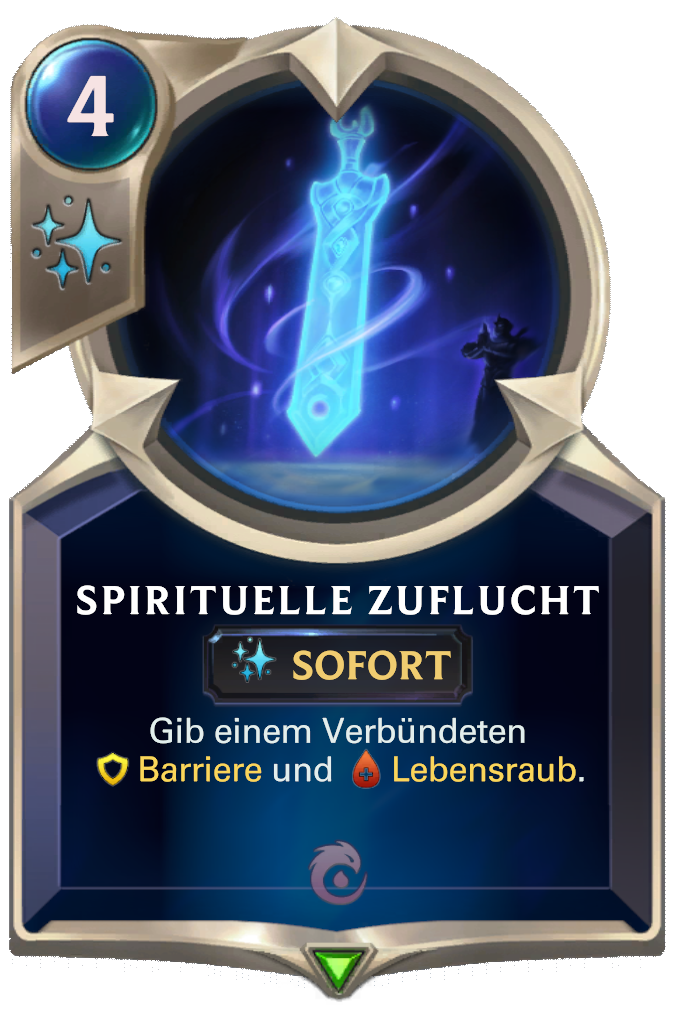 4
SPIRITUELLE ZUFLUCHT
SOFORT
Gib einem Verbündeten
Barriere und Lebensraub.